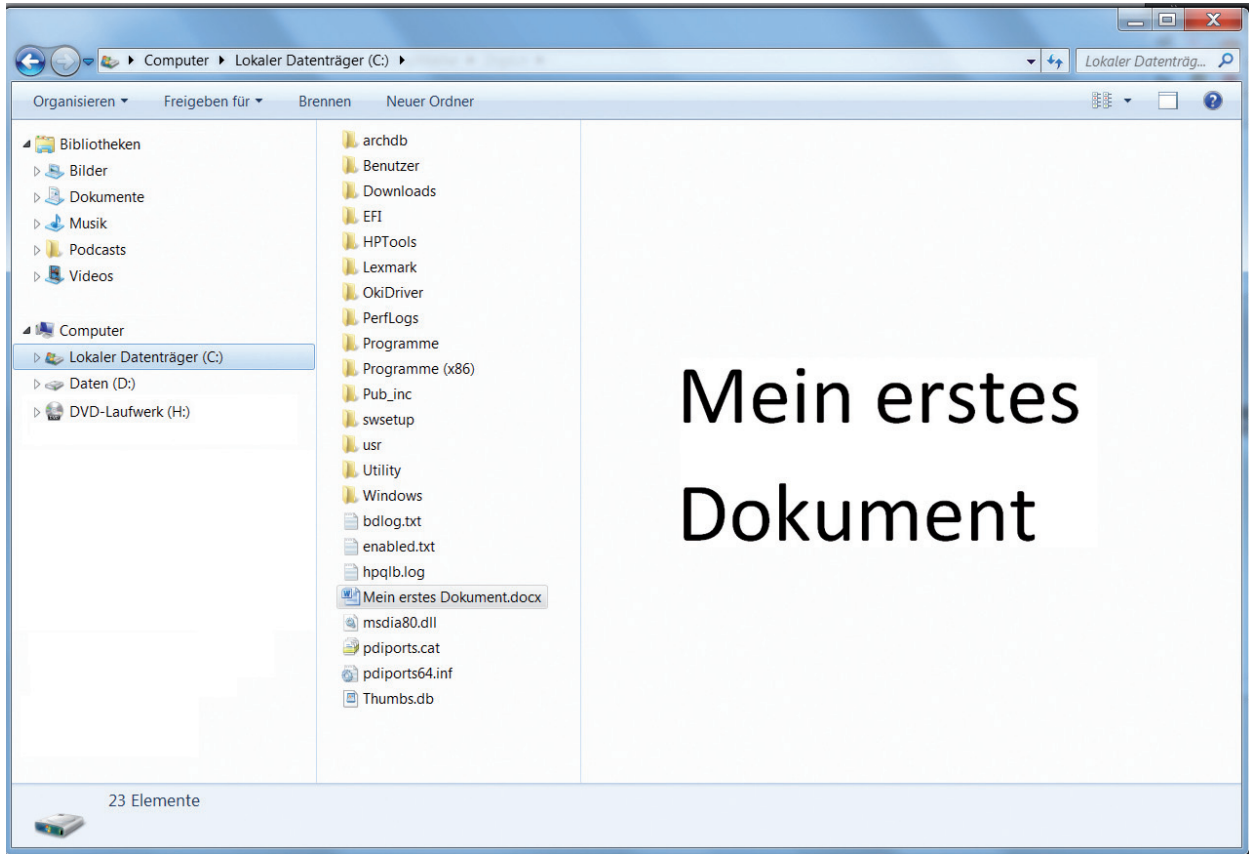 Computer ▸ Lokaler Datenträger (C:) ▸
Lokaler Datenträg...
Organisieren Freigeben für Brennen Neuer Ordner
Bibliotheken
Bilder
Dokumente
Musik
Podcasts
Videos
Computer
Lokaler Datenträger (C:)
Daten (D:)
DVD-Laufwerk (H:)
archdb
Benutzer
Downloads
EFI
HPTools
Lexmark
OkiDriver
PerfLogs
Programme
Programme (x86)
Pub_inc
swsetup
usr
Utility
Windows
bdlog.txt
enabled.txt
hpqlb.log
Mein erstes Dokument.docx
msdia80.dll
pdiports.cat
pdiports64.inf
Thumbs.db
Mein erstes
Dokument
23 Elemente